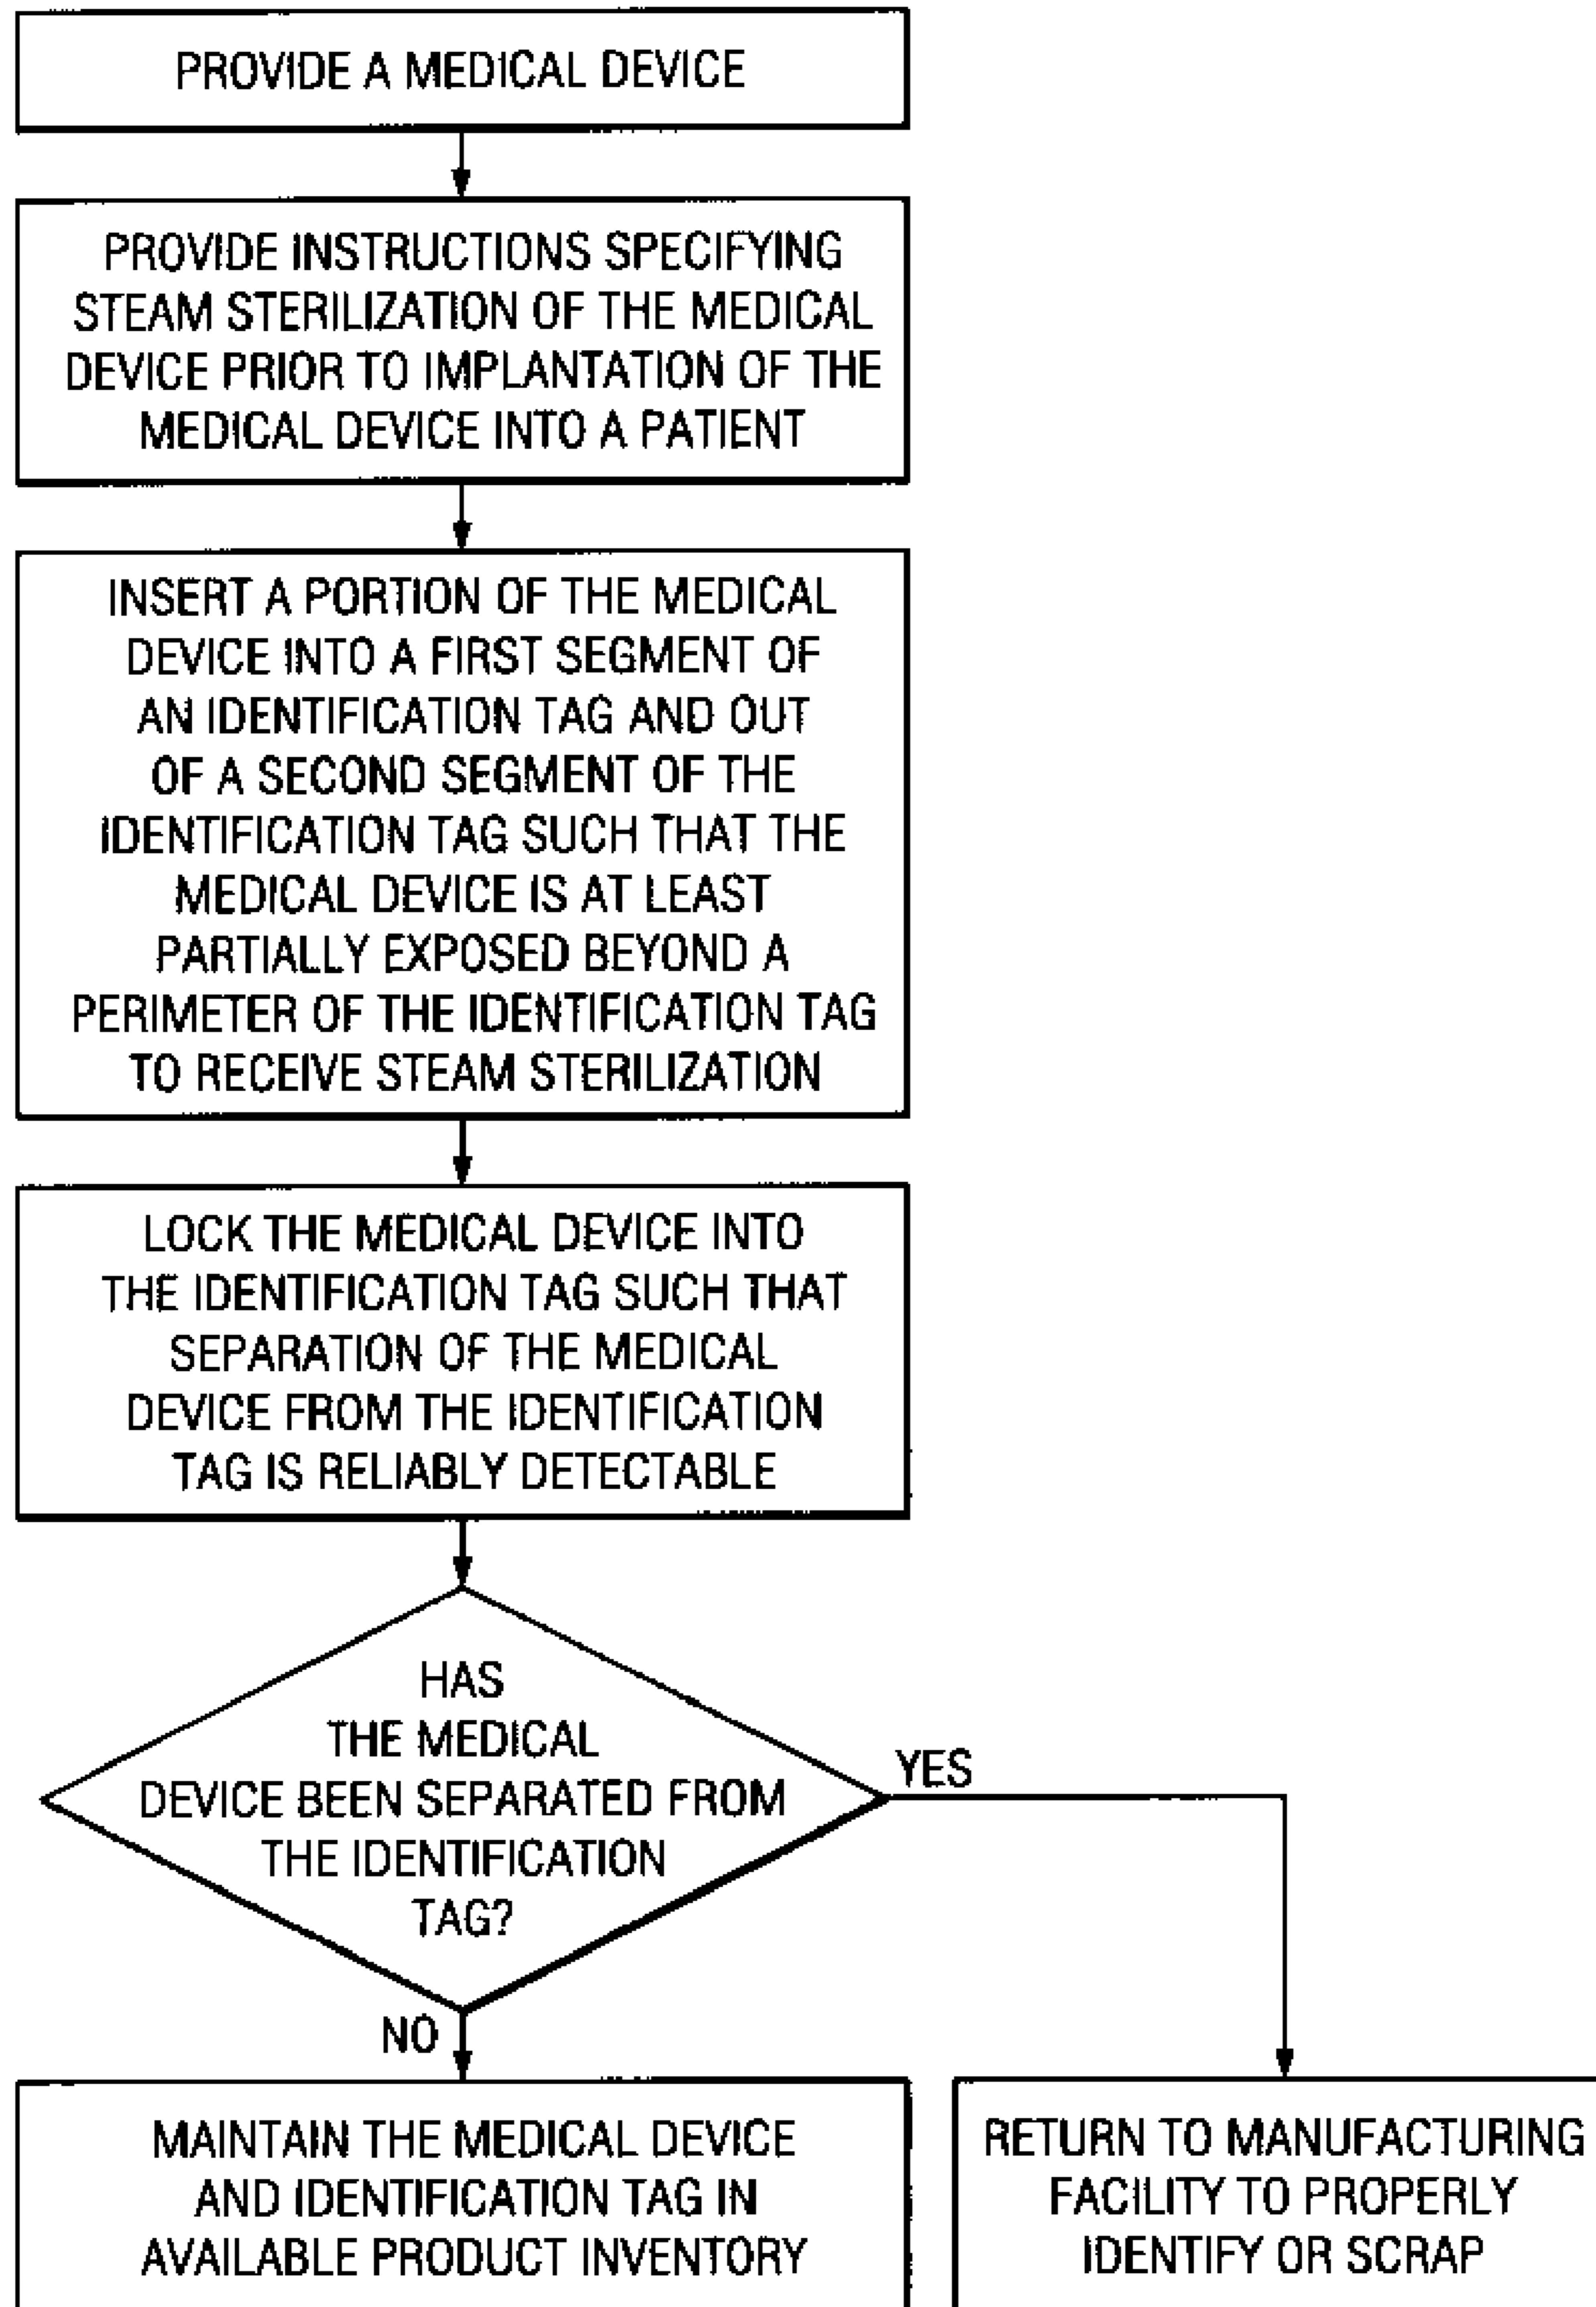 PROVIDE A MEDICAL DEVICE
PROVIDE INSTRUCTIONS SPECIFYING
STEAM STERILIZATION OF THE MEDICAL
DEVICE PRIOR TO IMPLANTATION OF THE
MEDICAL DEVICE INTO A PATIENT
INSERT A PORTION OF THE MEDICAL
DEVICE INTO A FIRST SEGMENT OF
AN IDENTIFICATION TAG AND OUT
OF A SECOND SEGMENT OF THE
IDENTIFICATION TAG SUCH THAT THE
MEDICAL DEVICE IS AT LEAST
PARTIALLY EXPOSED BEYOND A
PERIMETER OF THE IDENTIFICATION TAG
TO RECEIVE STEAM STERILIZATION
LOCK THE MEDICAL DEVICE INTO
THE IDENTIFICATION TAG SUCH THAT
SEPARATION OF THE MEDICAL
DEVICE FROM THE IDENTIFICATION
TAG IS RELIABLY DETECTABLE
HAS
THE MEDICAL
DEVICE BEEN SEPARATED FROM
THE IDENTIFICATION
TAG?
YES
NO
MAINTAIN THE MEDICAL DEVICE
AND IDENTIFICATION TAG IN
AVAILABLE PRODUCT INVENTORY
RETURN TO MANUFACTURING
FACILITY TO PROPERLY
IDENTIFY OR SCRAP